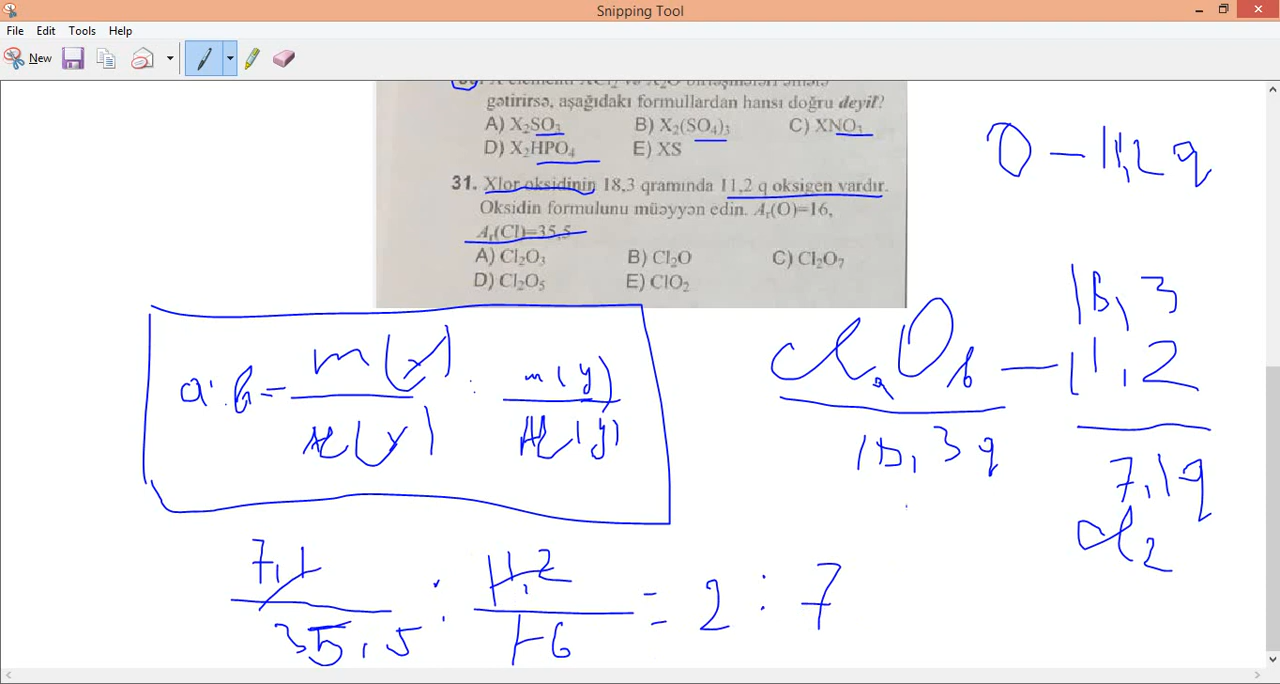 Snipping Tool
File Edit Tools Help
New
gətirirsə, aşağıdakı formullardan hansı doğru deyil?
A) X₂SO₃ B) X₂(SO₄)₃ C) XNO₃
D) X₂HPO₄ E) XS
31. Xlor oksidinin 18,3 qramında 11,2 q oksigen vardır.
Oksidin formulunu müəyyən edin. Aᵣ(O)=16,
Aᵣ(Cl)=35,5
A) Cl₂O₃ B) Cl₂O C) Cl₂O₇
D) Cl₂O₅ E) ClO₂
O — 11,2 q
18,3
ClₐO_b — 11,2
18,3 q
7,1 q
Cl₂
a:b = m(x) : m(y)
7,1 : 11,2 = 2 : 7
35,5 16